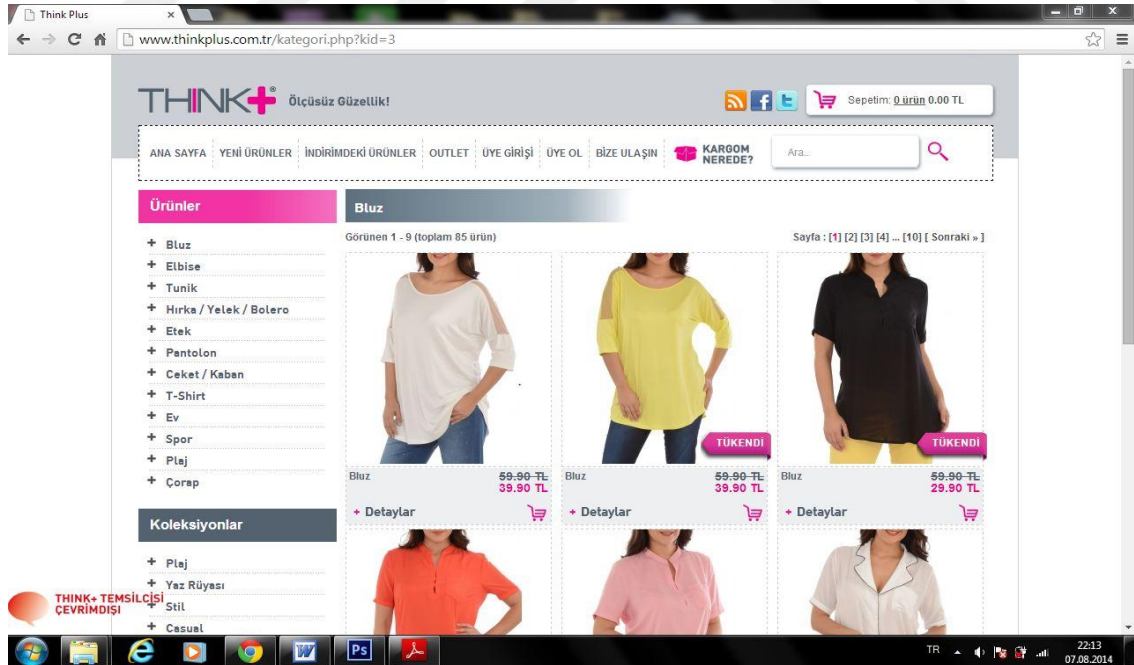 Think Plus
www.thinkplus.com.tr/kategori.php?kid=3
THINK+ Ölçüsüz Güzellik!
Sepetim: 0 ürün 0.00 TL
ANA SAYFA YENİ ÜRÜNLER İNDİRİMDEKİ ÜRÜNLER OUTLET ÜYE GİRİŞİ ÜYE OL BİZE ULAŞIN KARGOM NEREDE? Ara...
Ürünler
+ Bluz
+ Elbise
+ Tunik
+ Hırka / Yelek / Bolero
+ Etek
+ Pantolon
+ Ceket / Kaban
+ T-Shirt
+ Ev
+ Spor
+ Plaj
+ Çorap
Koleksiyonlar
+ Plaj
+ Yaz Rüyası
+ Stil
+ Casual
THINK+ TEMSİLCİSİ
ÇEVRİMDIŞI
Bluz
Görünen 1 - 9 (toplam 85 ürün) Sayfa : [1] [2] [3] [4] ... [10] [ Sonraki » ]
TÜKENDİ TÜKENDİ
Bluz 59.90 TL Bluz 59.90 TL Bluz 59.90 TL
39.90 TL 39.90 TL 29.90 TL
+ Detaylar + Detaylar + Detaylar
TR 22:13
07.08.2014